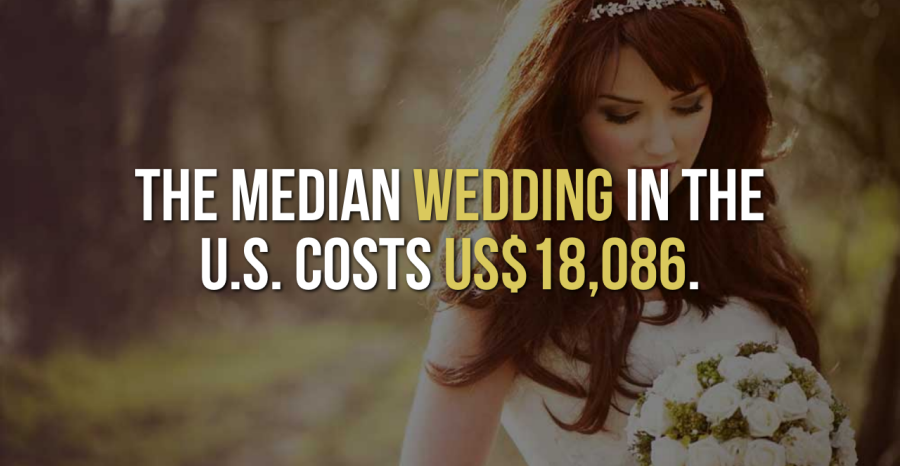 THE MEDIAN WEDDING IN THE
U.S. COSTS US$18,086.